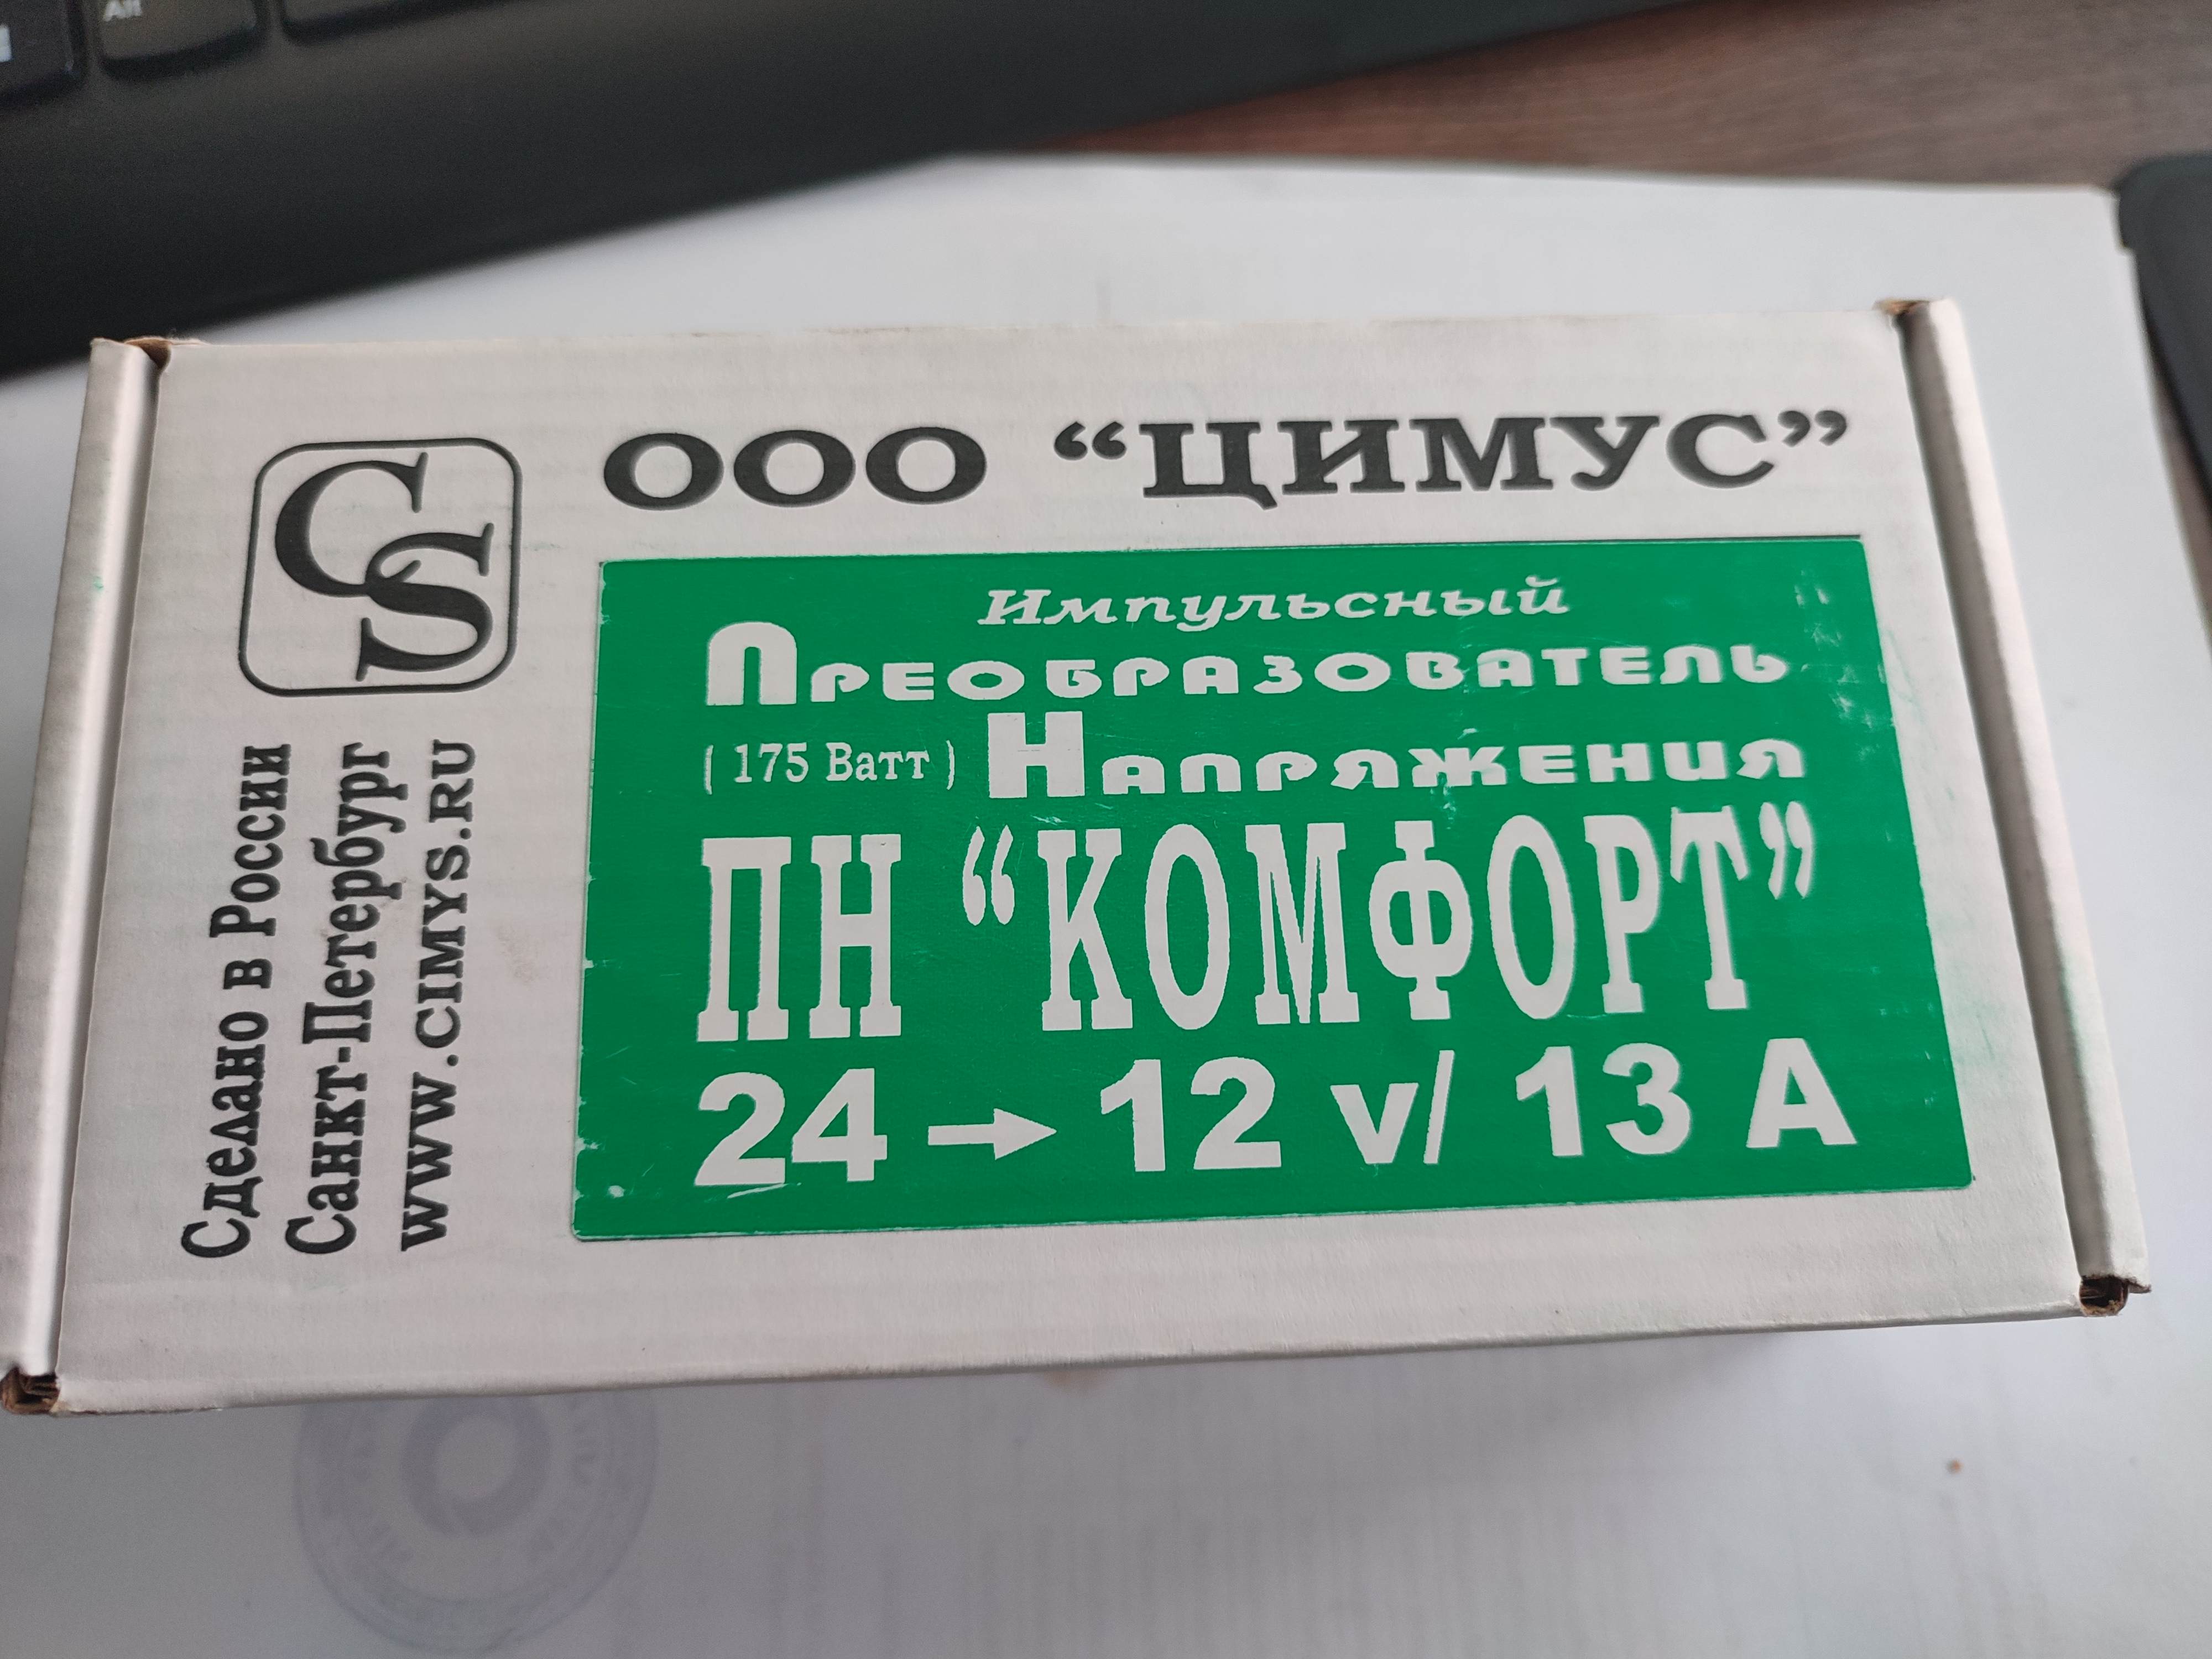 Alt
ООО “ЦИМУС”
CS
Импульсный
Преобразователь
( 175 Ватт ) Напряжения
ПН “КОМФОРТ”
24 → 12 v/ 13 А
Сделано в России
Санкт-Петербург
WWW.CIMYS.RU